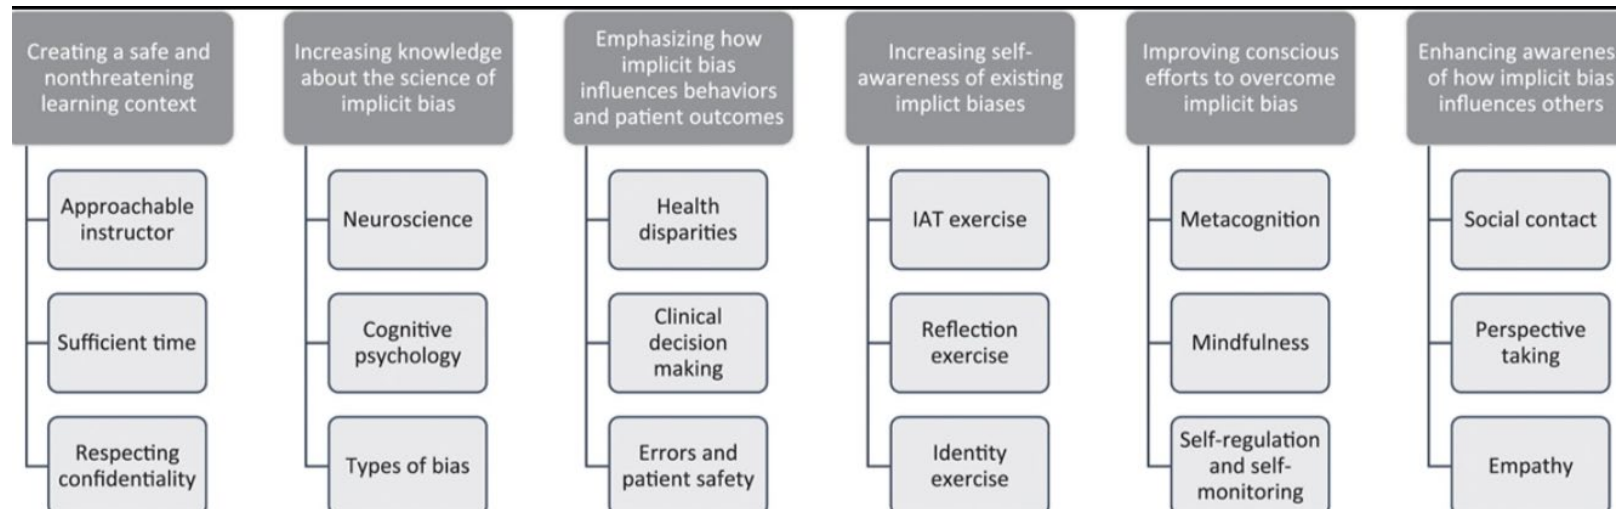 Creating a safe and
nonthreatening
learning context
Approachable
instructor
Sufficient time
Respecting
confidentiality
Increasing knowledge
about the science of
implicit bias
Neuroscience
Cognitive
psychology
Types of bias
Emphasizing how
implicit bias
influences behaviors
and patient outcomes
Health
disparities
Clinical
decision
making
Errors and
patient safety
Increasing self-
awareness of existing
implict biases
IAT exercise
Reflection
exercise
Identity
exercise
Improving conscious
efforts to overcome
implicit bias
Metacognition
Mindfulness
Self-regulation
and self-
monitoring
Enhancing awarenes
of how implicit bias
influences others
Social contact
Perspective
taking
Empathy